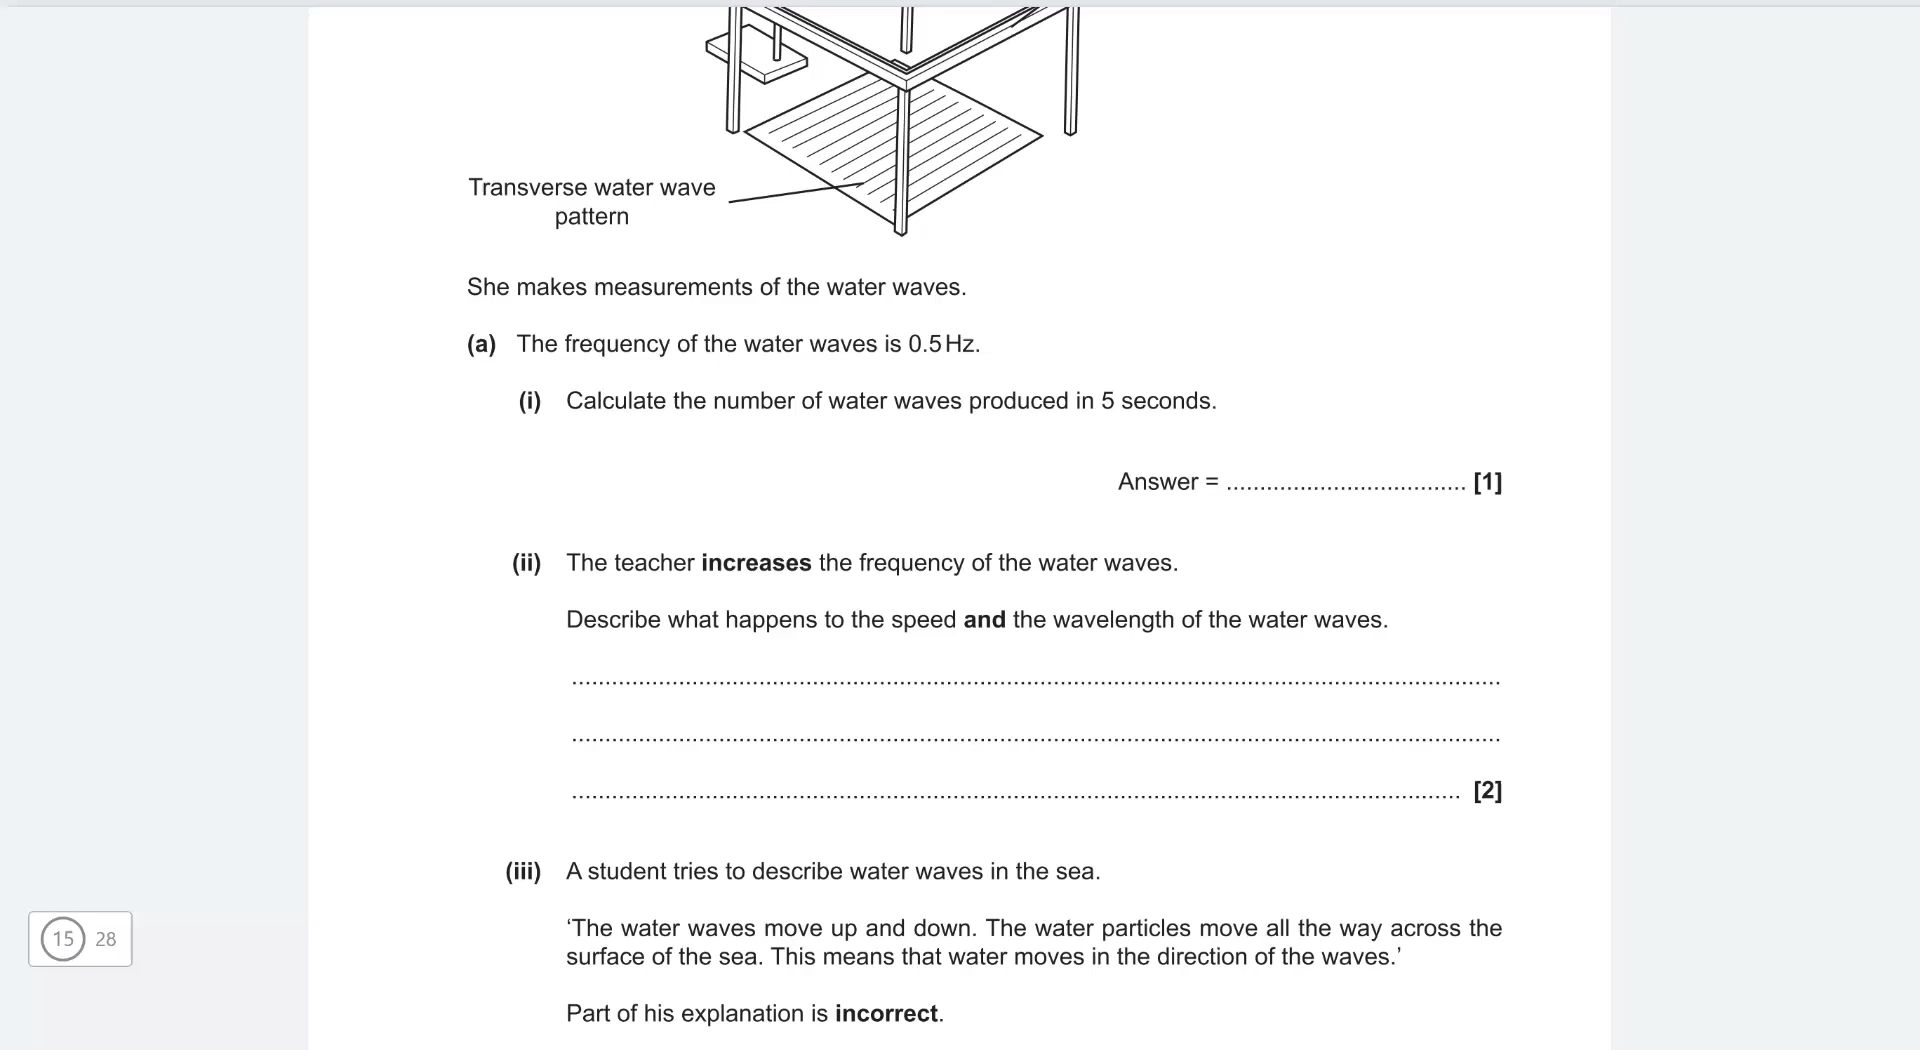 Transverse water wave
pattern
She makes measurements of the water waves.
(a) The frequency of the water waves is 0.5 Hz.
(i) Calculate the number of water waves produced in 5 seconds.
Answer = .................................... [1]
(ii) The teacher increases the frequency of the water waves.
Describe what happens to the speed and the wavelength of the water waves.
...........................................................................................................................................
...........................................................................................................................................
..................................................................................................................................... [2]
(iii) A student tries to describe water waves in the sea.
‘The water waves move up and down. The water particles move all the way across the
surface of the sea. This means that water moves in the direction of the waves.’
Part of his explanation is incorrect.
15 28